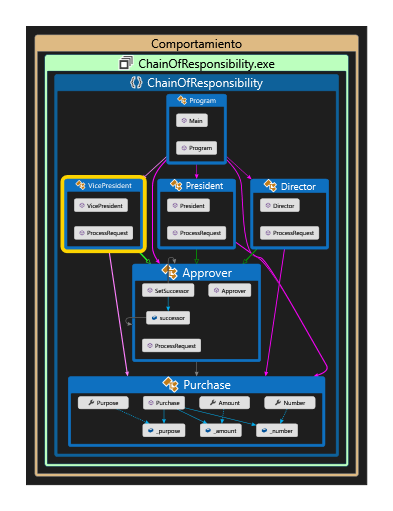 Comportamiento
ChainOfResponsibility.exe
ChainOfResponsibility
Program
Main
Program
VicePresident
VicePresident
ProcessRequest
President
President
ProcessRequest
Director
Director
ProcessRequest
Approver
SetSuccessor
Approver
successor
ProcessRequest
Purchase
Purpose
Purchase
Amount
Number
_purpose
_amount
_number